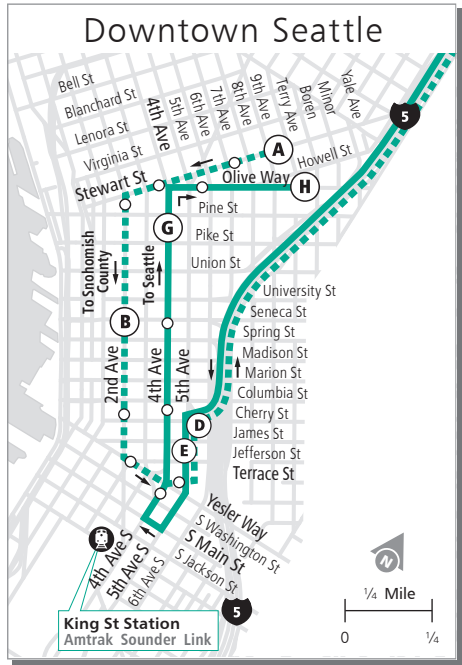 Downtown Seattle
Bell St
Blanchard St
Lenora St
Virginia St
Stewart St
4th Ave
5th Ave
6th Ave
7th Ave
8th Ave
9th Ave
Terry Ave
Boren
Minor
Yale Ave
5
A
Howell St
Olive Way
H
Pine St
G
Pike St
Union St
To Snohomish
County
To Seattle
University St
Seneca St
Spring St
Madison St
Marion St
Columbia St
Cherry St
James St
Jefferson St
Terrace St
B
2nd Ave
4th Ave
5th Ave
D
E
Yesler Way
S Washington St
S Main St
S Jackson St
4th Ave S
5th Ave S
6th Ave S
King St Station
Amtrak Sounder Link
5
N
¼ Mile
0
¼